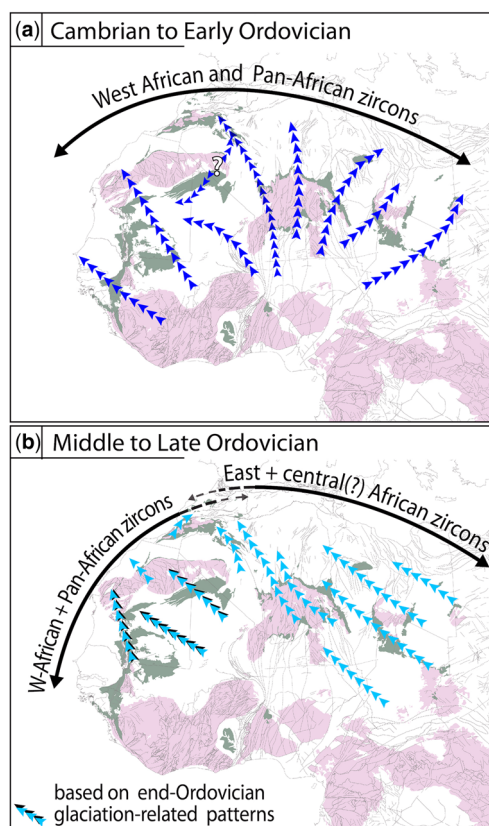 (a) Cambrian to Early Ordovician
West African and Pan-African zircons
?
(b) Middle to Late Ordovician
East + central(?) African zircons
W-African + Pan-African zircons
based on end-Ordovician
glaciation-related patterns